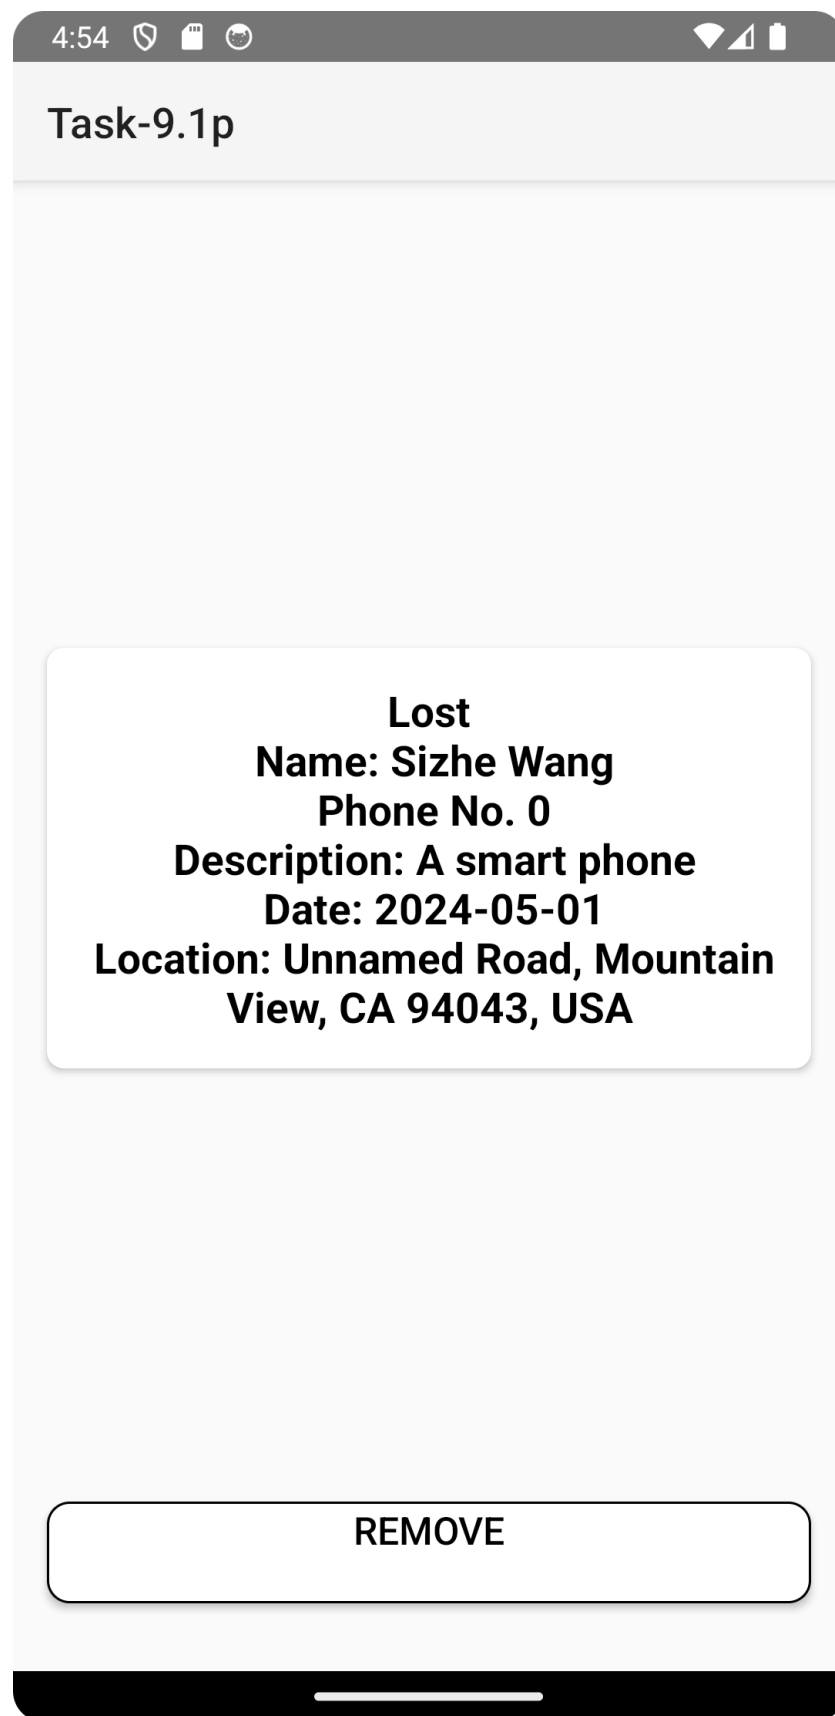 4:54
Task-9.1p
Lost
Name: Sizhe Wang
Phone No. 0
Description: A smart phone
Date: 2024-05-01
Location: Unnamed Road, Mountain
View, CA 94043, USA
REMOVE